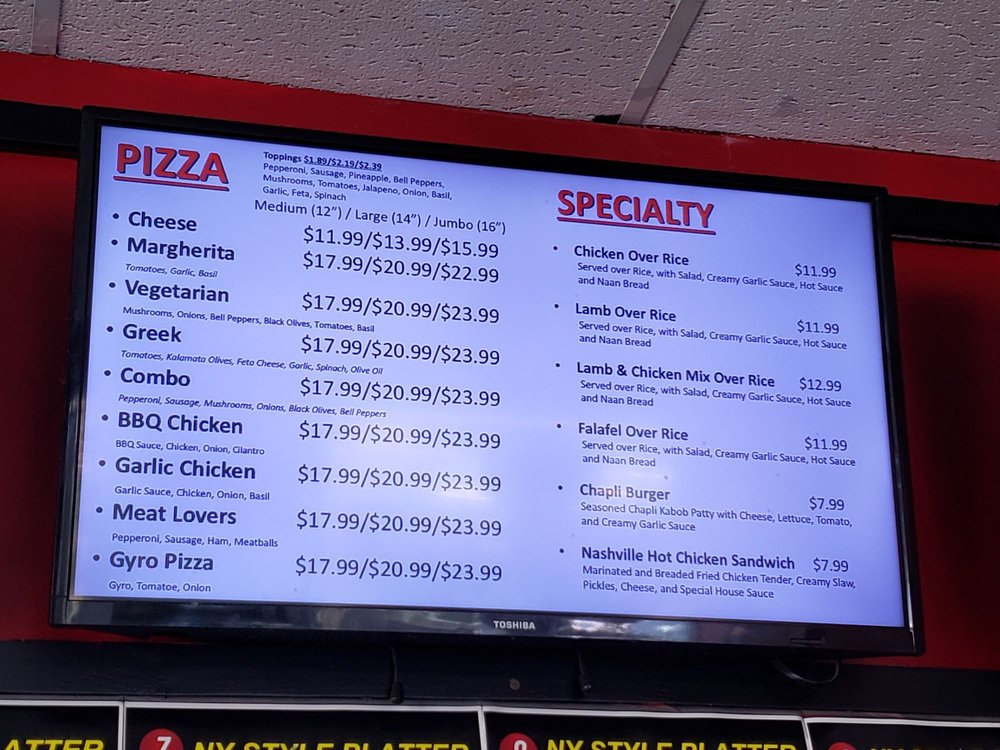 PIZZA
Toppings $1.89/$2.19/$2.39
Pepperoni, Sausage, Pineapple, Bell Peppers,
Mushrooms, Tomatoes, Jalapeno, Onion, Basil,
Garlic, Feta, Spinach
Medium (12”) / Large (14”) / Jumbo (16”)
• Cheese $11.99/$13.99/$15.99
• Margherita $17.99/$20.99/$22.99
Tomatoes, Garlic, Basil
• Vegetarian $17.99/$20.99/$23.99
Mushrooms, Onions, Bell Peppers, Black Olives, Tomatoes, Basil
• Greek $17.99/$20.99/$23.99
Tomatoes, Kalamata Olives, Feta Cheese, Garlic, Spinach, Olive Oil
• Combo $17.99/$20.99/$23.99
Pepperoni, Sausage, Mushrooms, Onions, Black Olives, Bell Peppers
• BBQ Chicken $17.99/$20.99/$23.99
BBQ Sauce, Chicken, Onion, Cilantro
• Garlic Chicken $17.99/$20.99/$23.99
Garlic Sauce, Chicken, Onion, Basil
• Meat Lovers $17.99/$20.99/$23.99
Pepperoni, Sausage, Ham, Meatballs
• Gyro Pizza $17.99/$20.99/$23.99
Gyro, Tomatoe, Onion
SPECIALTY
• Chicken Over Rice $11.99
Served over Rice, with Salad, Creamy Garlic Sauce, Hot Sauce
and Naan Bread
• Lamb Over Rice $11.99
Served over Rice, with Salad, Creamy Garlic Sauce, Hot Sauce
and Naan Bread
• Lamb & Chicken Mix Over Rice $12.99
Served over Rice, with Salad, Creamy Garlic Sauce, Hot Sauce
and Naan Bread
• Falafel Over Rice $11.99
Served over Rice, with Salad, Creamy Garlic Sauce, Hot Sauce
and Naan Bread
• Chapli Burger $7.99
Seasoned Chapli Kabob Patty with Cheese, Lettuce, Tomato,
and Creamy Garlic Sauce
• Nashville Hot Chicken Sandwich $7.99
Marinated and Breaded Fried Chicken Tender, Creamy Slaw,
Pickles, Cheese, and Special House Sauce
TOSHIBA
ATTER
7 NY STYLE PLATTER
NY STYLE PLATTER